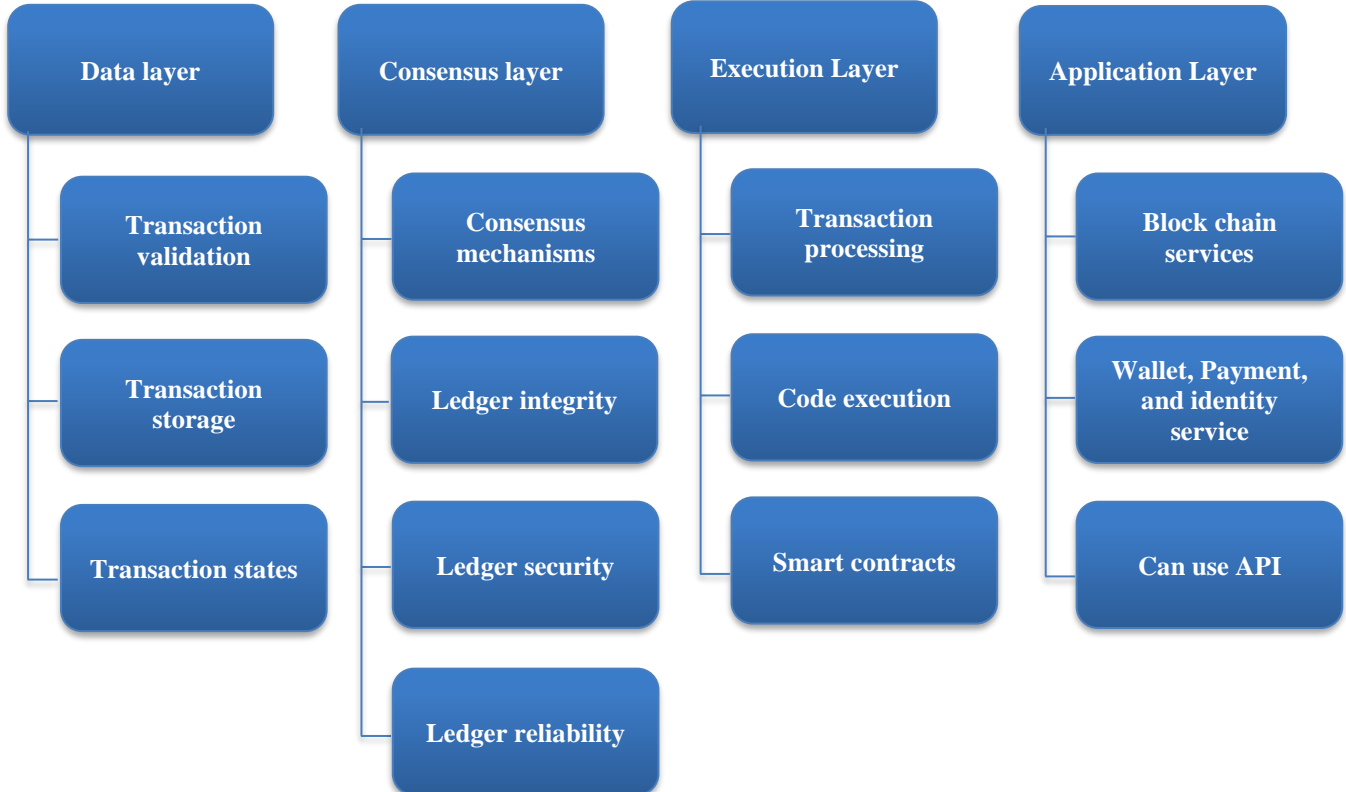 Data layer
Transaction
validation
Transaction
storage
Transaction states
Consensus layer
Consensus
mechanisms
Ledger integrity
Ledger security
Ledger reliability
Execution Layer
Transaction
processing
Code execution
Smart contracts
Application Layer
Block chain
services
Wallet, Payment,
and identity
service
Can use API